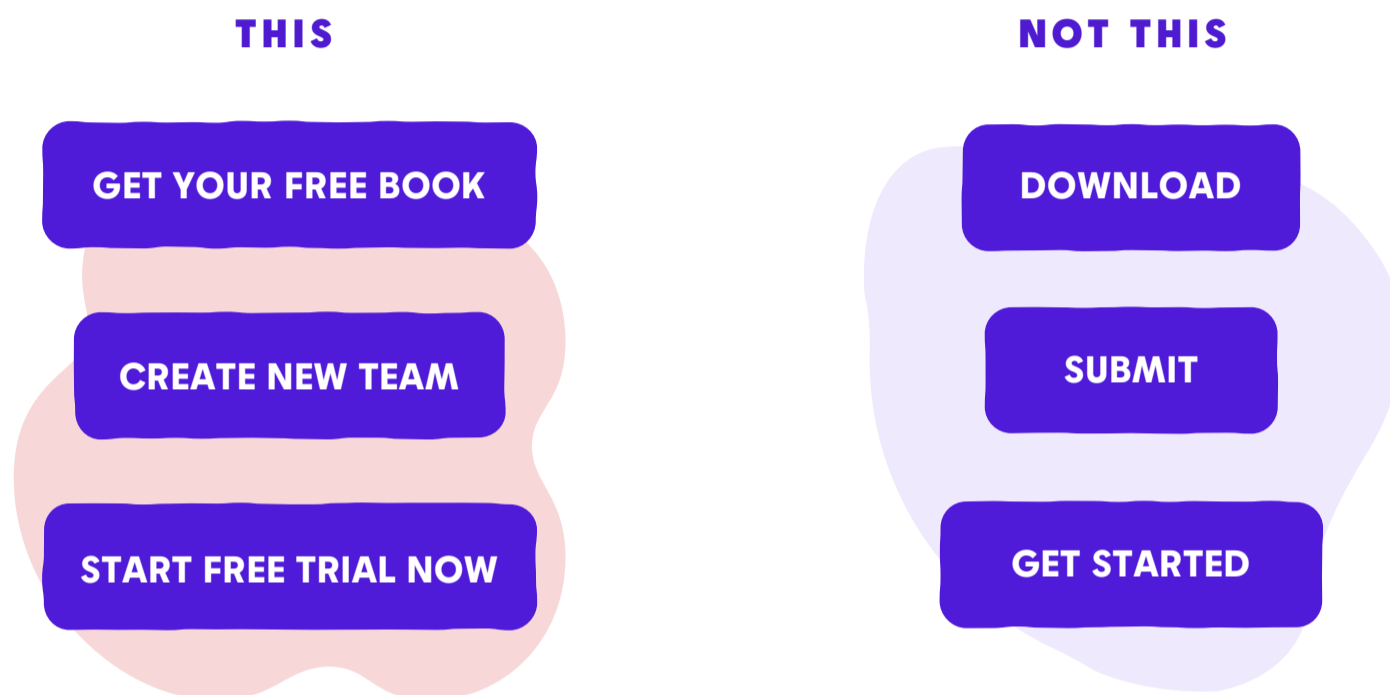 THIS
GET YOUR FREE BOOK
CREATE NEW TEAM
START FREE TRIAL NOW
NOT THIS
DOWNLOAD
SUBMIT
GET STARTED